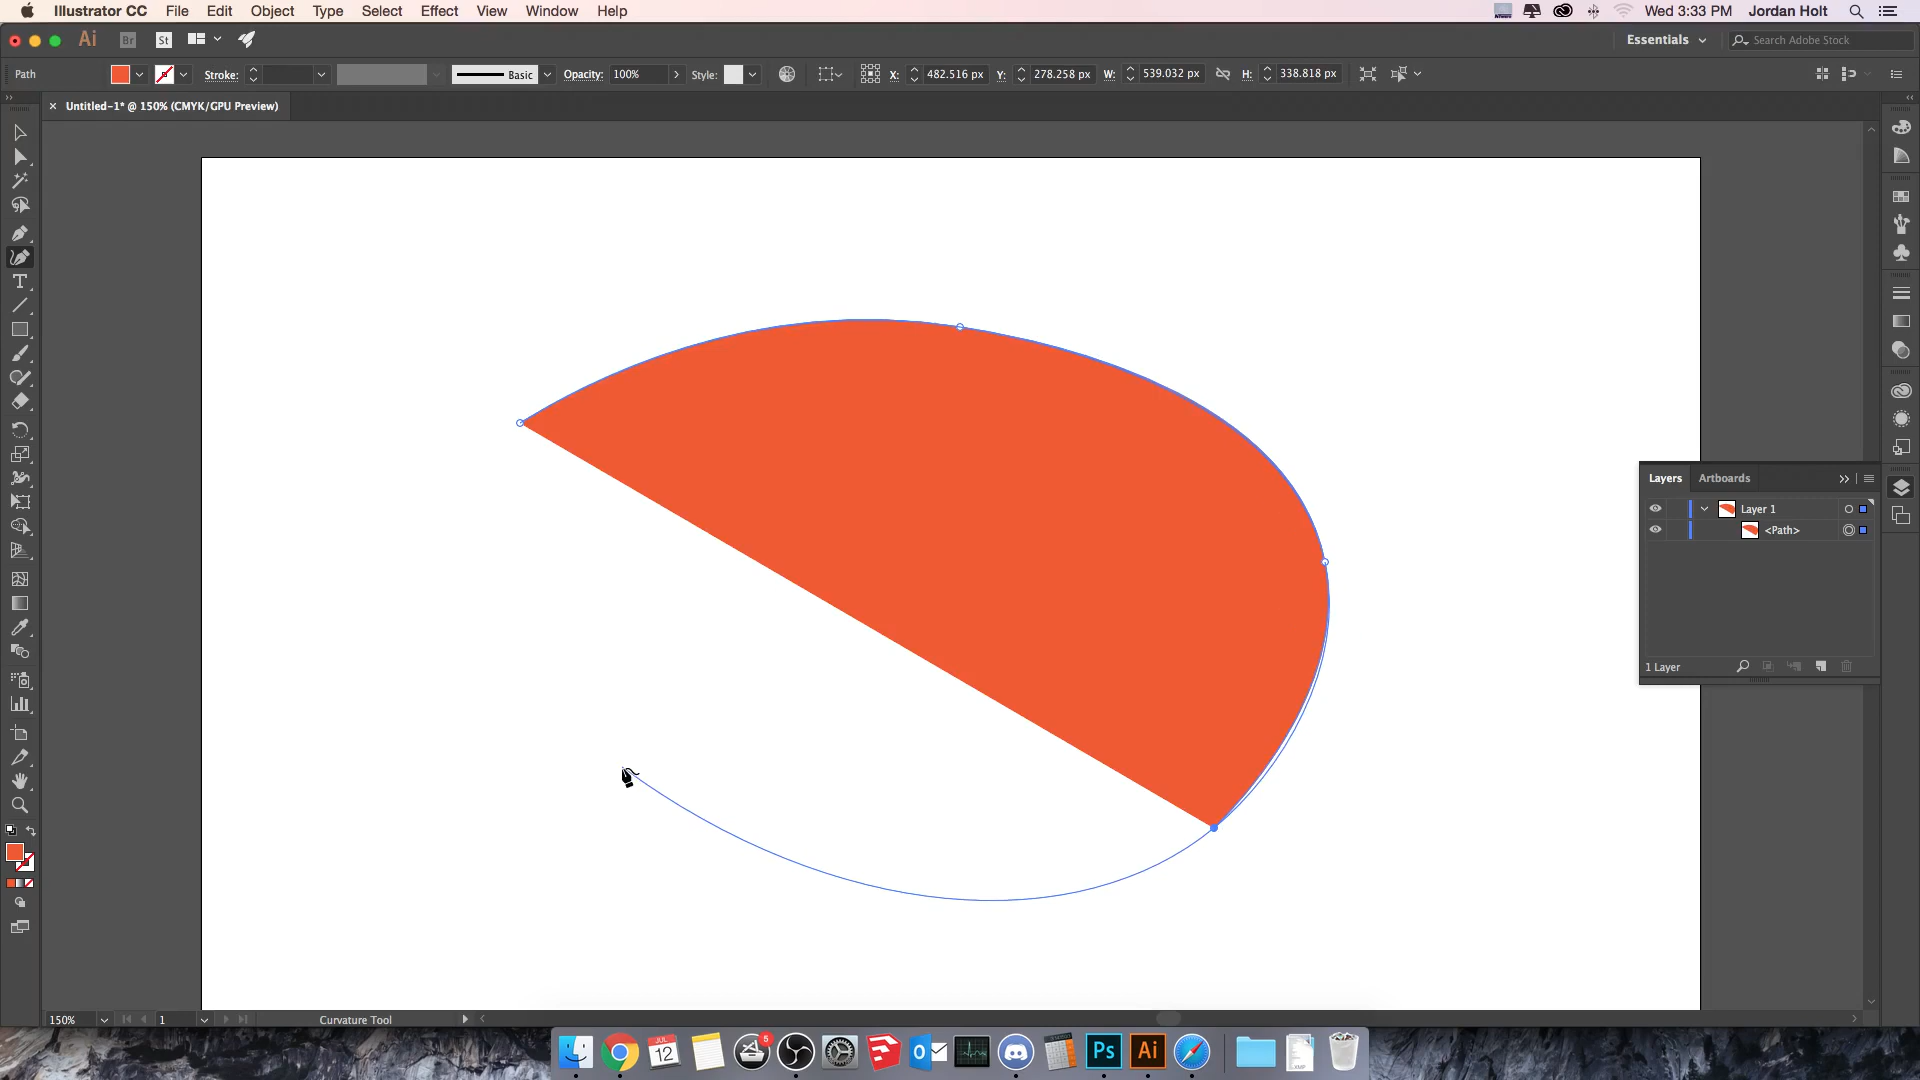 Illustrator CC File Edit Object Type Select Effect View Window Help Wed 3:33 PM Jordan Holt
Ai Br St Essentials Search Adobe Stock
Path Stroke: Basic Opacity: 100% Style: X: 482.516 px Y: 278.258 px W: 539.032 px H: 338.818 px
× Untitled-1* @ 150% (CMYK/GPU Preview)
T
Layers Artboards
Layer 1
<Path>
1 Layer
150% 1 Curvature Tool
JUL 12 5 Ps Ai